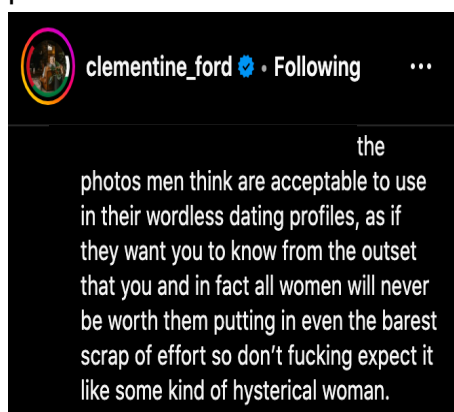 clementine_ford • Following
the
photos men think are acceptable to use
in their wordless dating profiles, as if
they want you to know from the outset
that you and in fact all women will never
be worth them putting in even the barest
scrap of effort so don’t fucking expect it
like some kind of hysterical woman.